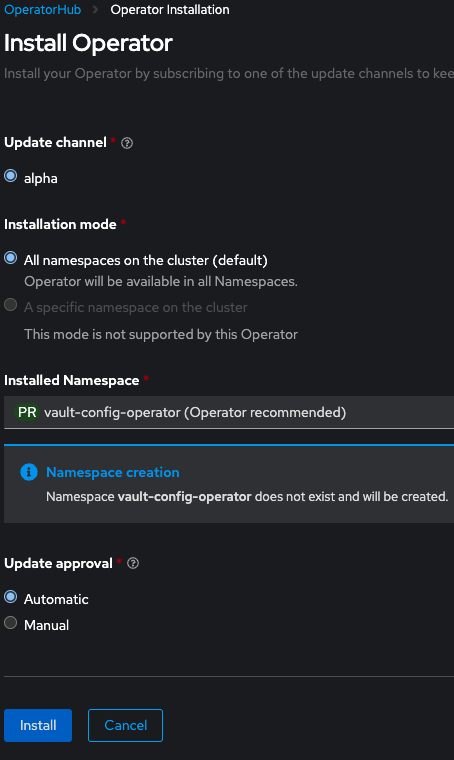 OperatorHub > Operator Installation
Install Operator
Install your Operator by subscribing to one of the update channels to kee
Update channel *
alpha
Installation mode *
All namespaces on the cluster (default)
Operator will be available in all Namespaces.
A specific namespace on the cluster
This mode is not supported by this Operator
Installed Namespace *
PR vault-config-operator (Operator recommended)
Namespace creation
Namespace vault-config-operator does not exist and will be created.
Update approval *
Automatic
Manual
Install Cancel